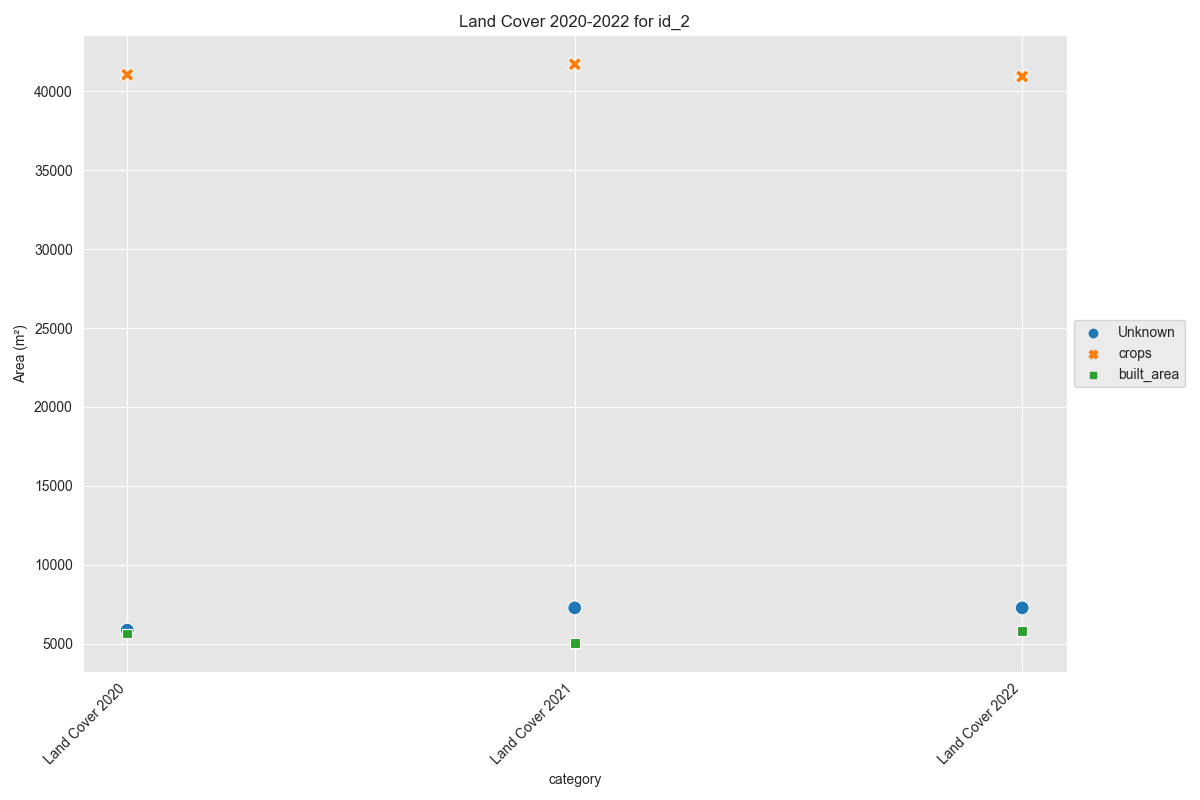 Land Cover 2020-2022 for id_2
Area (m²)
40000
35000
30000
25000
20000
15000
10000
5000
Unknown
crops
built_area
Land Cover 2020
Land Cover 2021
Land Cover 2022
category